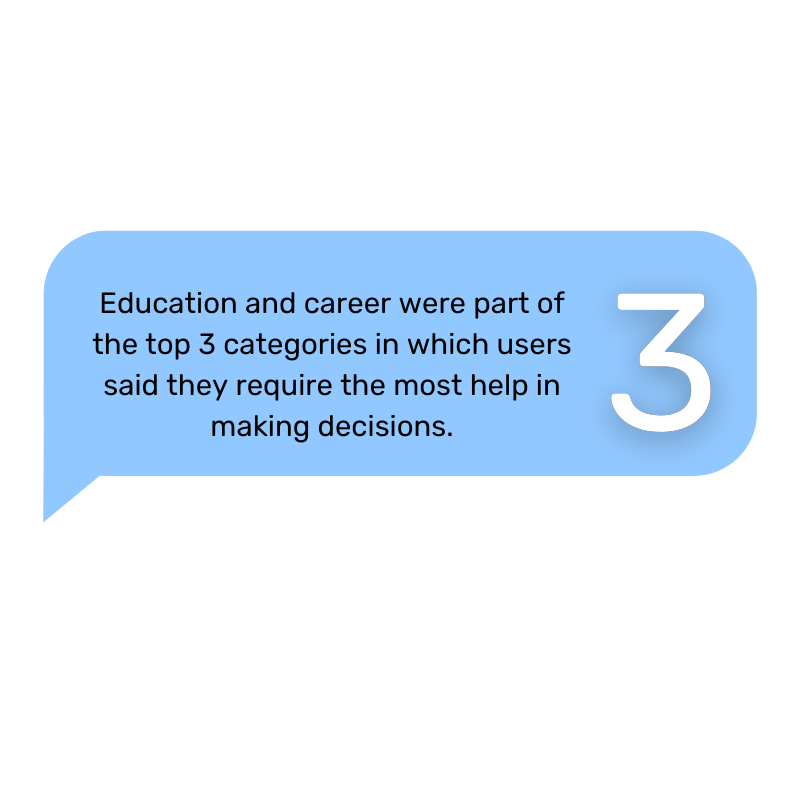 Education and career were part of
the top 3 categories in which users
said they require the most help in
making decisions.
3